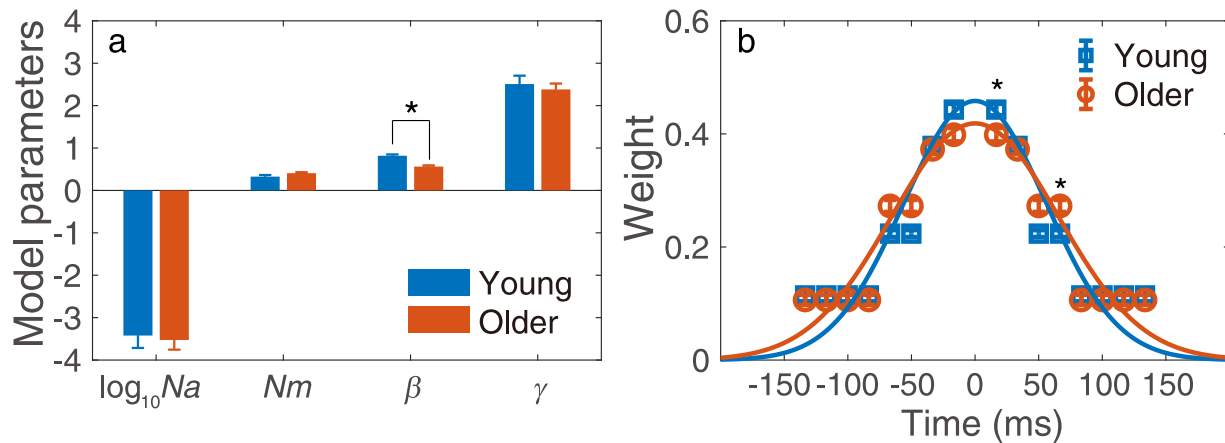 a
Model parameters
4
3
2
1
0
-1
-2
-3
-4
*
Young
Older
log10Na
Nm
β
γ
b
Weight
0.6
0.4
0.2
0
Young
Older
*
*
-150 -100 -50 0 50 100 150
Time (ms)